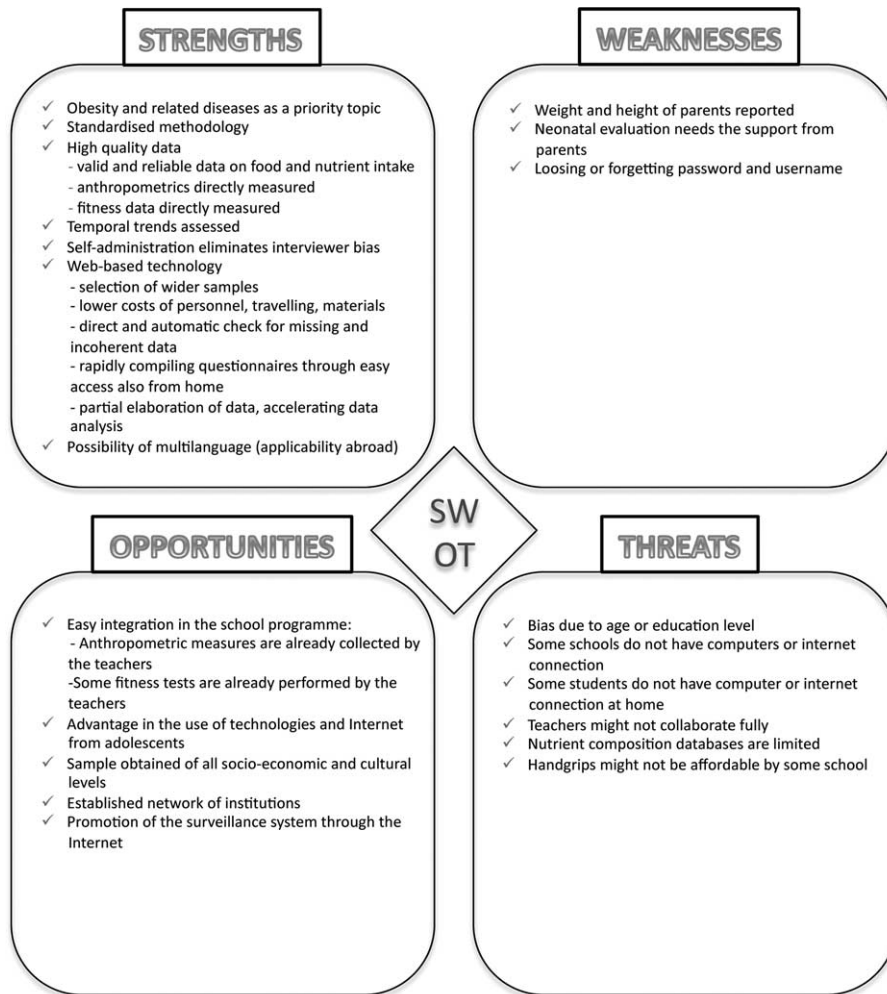 STRENGTHS
✓ Obesity and related diseases as a priority topic
✓ Standardised methodology
✓ High quality data
- valid and reliable data on food and nutrient intake
- anthropometrics directly measured
- fitness data directly measured
✓ Temporal trends assessed
✓ Self-administration eliminates interviewer bias
✓ Web-based technology
- selection of wider samples
- lower costs of personnel, travelling, materials
- direct and automatic check for missing and
incoherent data
- rapidly compiling questionnaires through easy
access also from home
- partial elaboration of data, accelerating data
analysis
✓ Possibility of multilanguage (applicability abroad)
WEAKNESSES
✓ Weight and height of parents reported
✓ Neonatal evaluation needs the support from
parents
✓ Loosing or forgetting password and username
SW
OT
OPPORTUNITIES
✓ Easy integration in the school programme:
- Anthropometric measures are already collected by
the teachers
-Some fitness tests are already performed by the
teachers
✓ Advantage in the use of technologies and Internet
from adolescents
✓ Sample obtained of all socio-economic and cultural
levels
✓ Established network of institutions
✓ Promotion of the surveillance system through the
Internet
THREATS
✓ Bias due to age or education level
✓ Some schools do not have computers or internet
connection
✓ Some students do not have computer or internet
connection at home
✓ Teachers might not collaborate fully
✓ Nutrient composition databases are limited
✓ Handgrips might not be affordable by some school